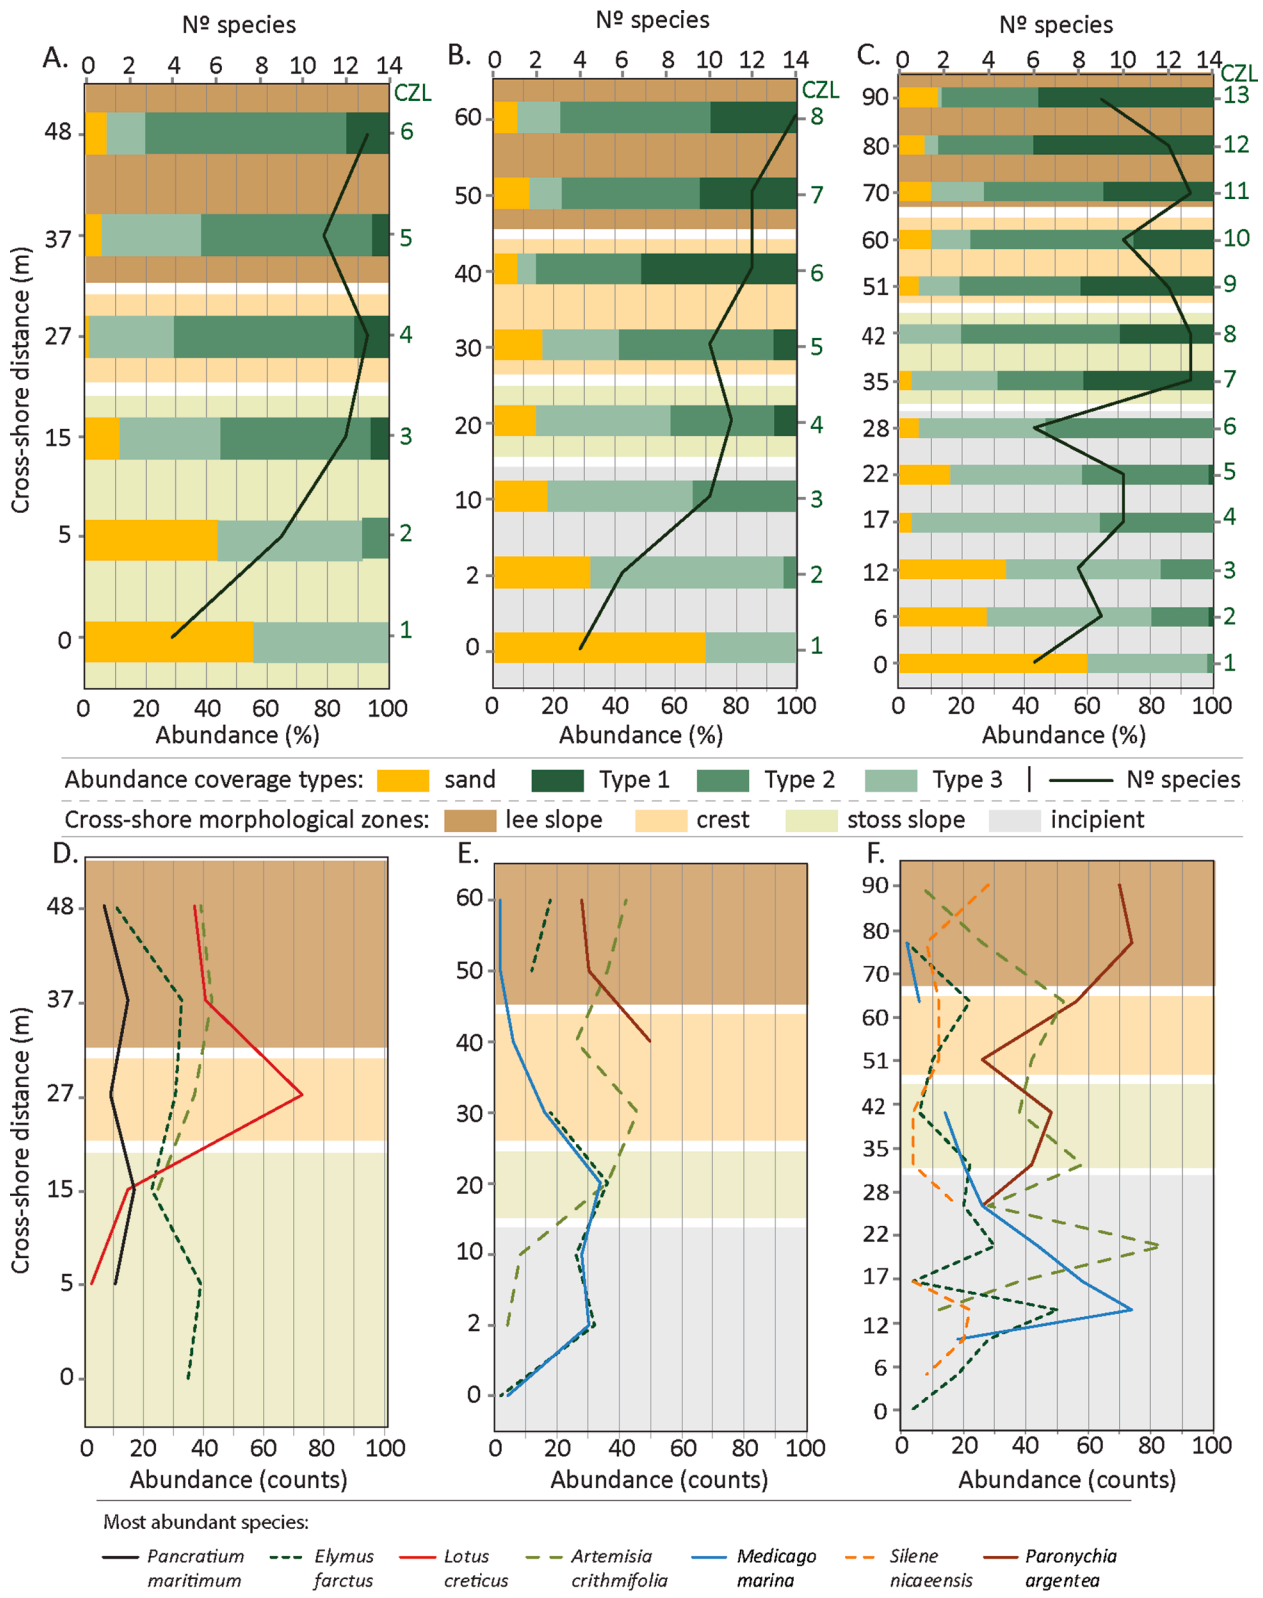 Nº species
Nº species
Nº species
A.
0 2 4 6 8 10 12 14
B.
0 2 4 6 8 10 12 14
C.
0 2 4 6 8 10 12 14
CZL
CZL
CZL
Cross-shore distance (m)
48
37
27
15
5
0
6
5
4
3
2
1
60
50
40
30
20
10
2
0
8
7
6
5
4
3
2
1
90
80
70
60
51
42
35
28
22
17
12
6
0
13
12
11
10
9
8
7
6
5
4
3
2
1
0 20 40 60 80 100
0 20 40 60 80 100
0 20 40 60 80 100
Abundance (%)
Abundance (%)
Abundance (%)
Abundance coverage types: sand Type 1 Type 2 Type 3 | Nº species
Cross-shore morphological zones: lee slope crest stoss slope incipient
D.
E.
F.
Cross-shore distance (m)
48
37
27
15
5
0
60
50
40
30
20
10
2
0
90
80
70
60
51
42
35
28
22
17
12
6
0
0 20 40 60 80 100
0 20 40 60 80 100
0 20 40 60 80 100
Abundance (counts)
Abundance (counts)
Abundance (counts)
Most abundant species:
Pancratium maritimum
Elymus farctus
Lotus creticus
Artemisia crithmifolia
Medicago marina
Silene nicaeensis
Paronychia argentea